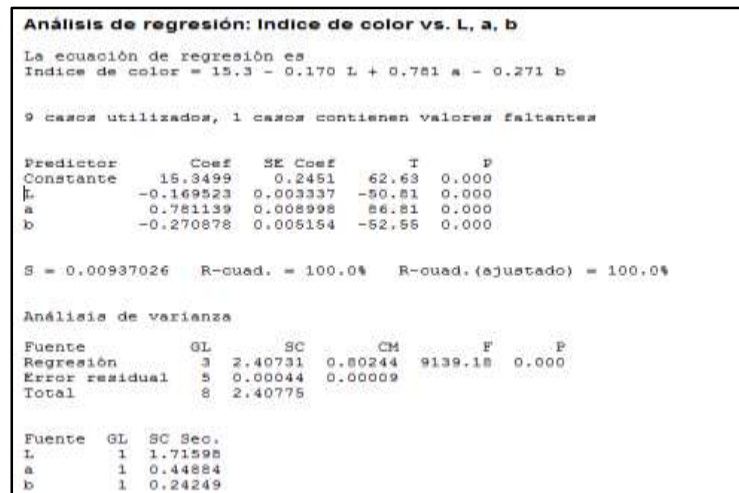 Análisis de regresión: Indice de color vs. L, a, b
La ecuación de regresión es
Indice de color = 15.3 - 0.170 L + 0.781 a - 0.271 b
9 casos utilizados, 1 casos contienen valores faltantes
Predictor Coef SE Coef T P
Constante 15.3499 0.2451 62.63 0.000
L -0.169523 0.003337 -50.81 0.000
a 0.781139 0.008998 86.81 0.000
b -0.270878 0.005154 -52.55 0.000
S = 0.00937026 R-cuad. = 100.0% R-cuad.(ajustado) = 100.0%
Análisis de varianza
Fuente GL SC CM F P
Regresión 3 2.40731 0.80244 9139.18 0.000
Error residual 5 0.00044 0.00009
Total 8 2.40775
Fuente GL SC Sec.
L 1 1.71598
a 1 0.44884
b 1 0.24249